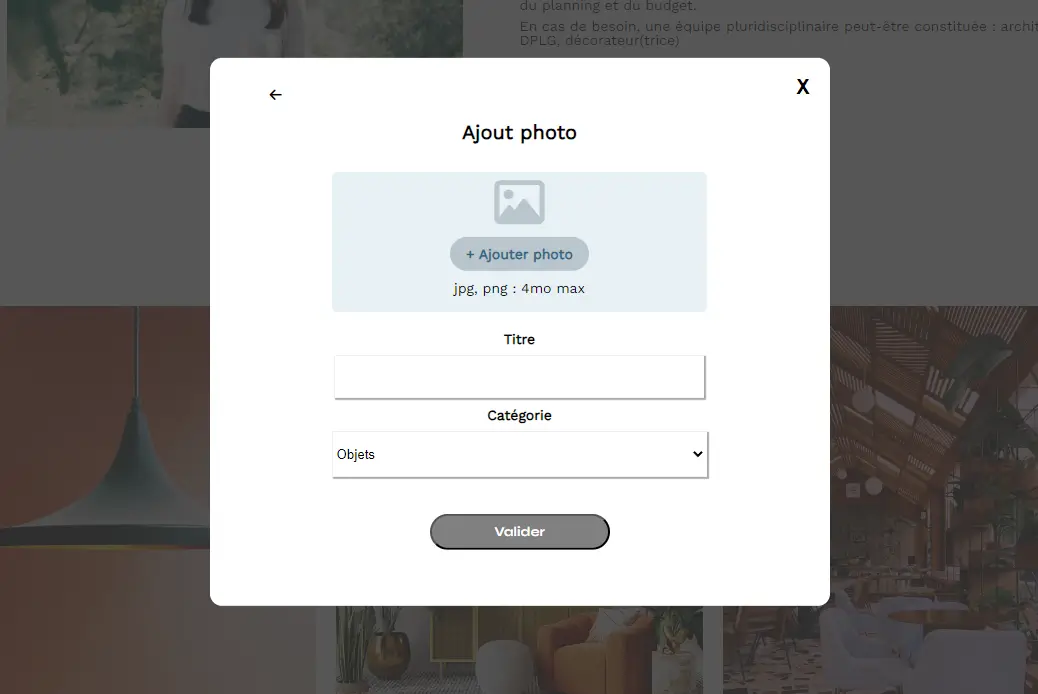 du planning et du budget.
En cas de besoin, une équipe pluridisciplinaire peut-être constituée : archit
DPLG, décorateur(trice)
←
X
Ajout photo
+ Ajouter photo
jpg, png : 4mo max
Titre
Catégorie
Objets
Valider